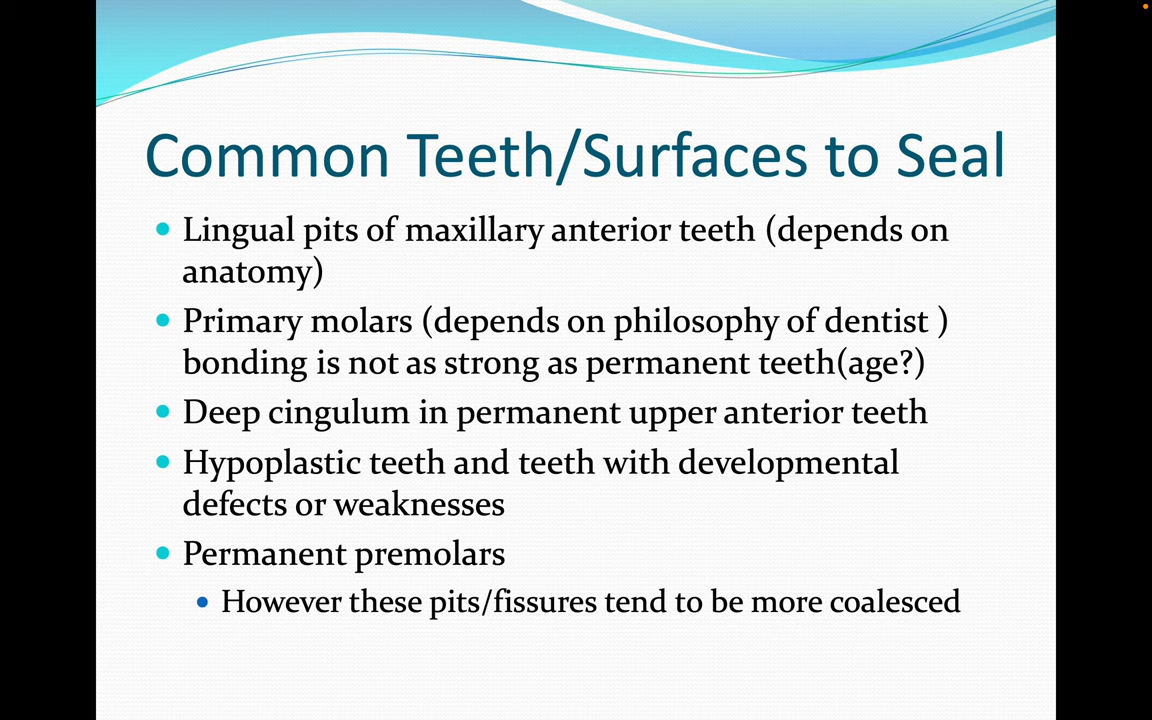 Common Teeth/Surfaces to Seal
• Lingual pits of maxillary anterior teeth (depends on
anatomy)
• Primary molars (depends on philosophy of dentist )
bonding is not as strong as permanent teeth(age?)
• Deep cingulum in permanent upper anterior teeth
• Hypoplastic teeth and teeth with developmental
defects or weaknesses
• Permanent premolars
• However these pits/fissures tend to be more coalesced